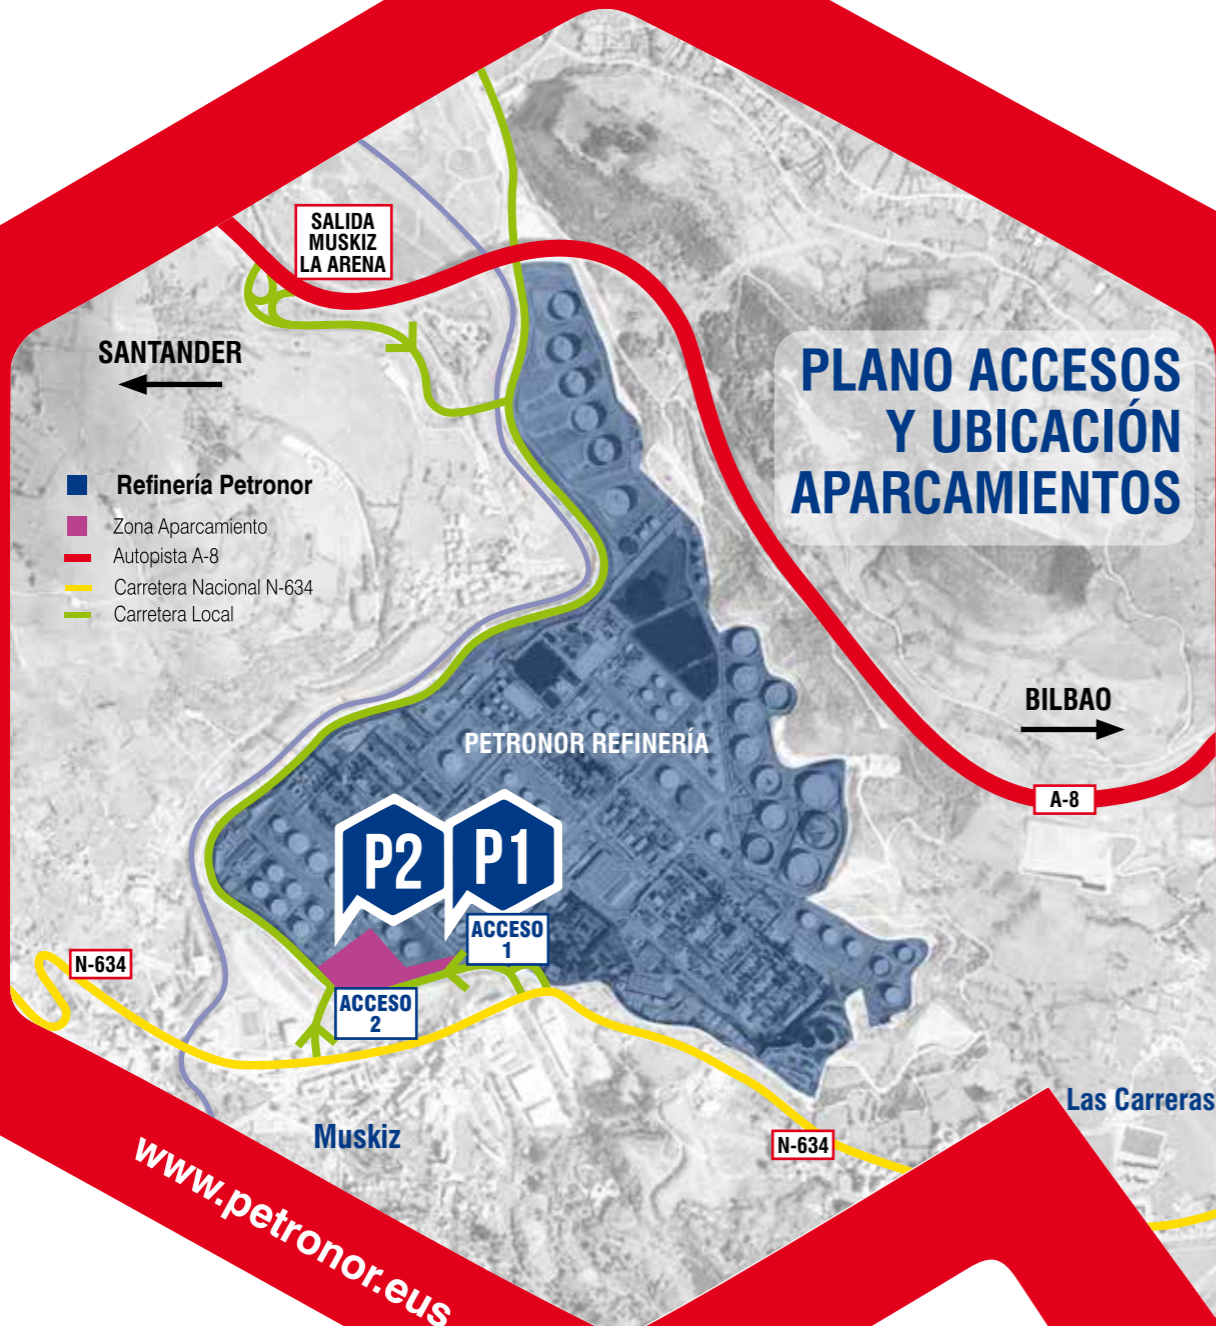 SALIDA
MUSKIZ
LA ARENA
SANTANDER
PLANO ACCESOS
Y UBICACIÓN
APARCAMIENTOS
Refinería Petronor
Zona Aparcamiento
Autopista A-8
Carretera Nacional N-634
Carretera Local
BILBAO
PETRONOR REFINERÍA
A-8
P2
P1
ACCESO
1
N-634
ACCESO
2
Las Carreras
Muskiz
N-634
www.petronor.eus